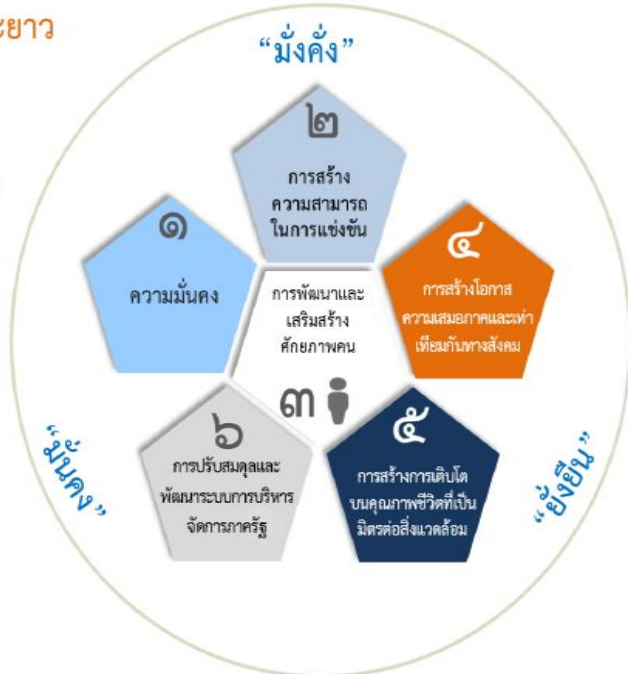 ะยาว
“มั่งคั่ง”
๒
การสร้าง
ความสามารถ
ในการแข่งขัน
๑
ความมั่นคง
๔
การสร้างโอกาส
ความเสมอภาคและเท่า
เทียมกันทางสังคม
การพัฒนาและ
เสริมสร้าง
ศักยภาพคน
๓
๖
การปรับสมดุลและ
พัฒนาระบบการบริหาร
จัดการภาครัฐ
๕
การสร้างการเติบโต
บนคุณภาพชีวิตที่เป็น
มิตรต่อสิ่งแวดล้อม
“มั่นคง”
“ยั่งยืน”